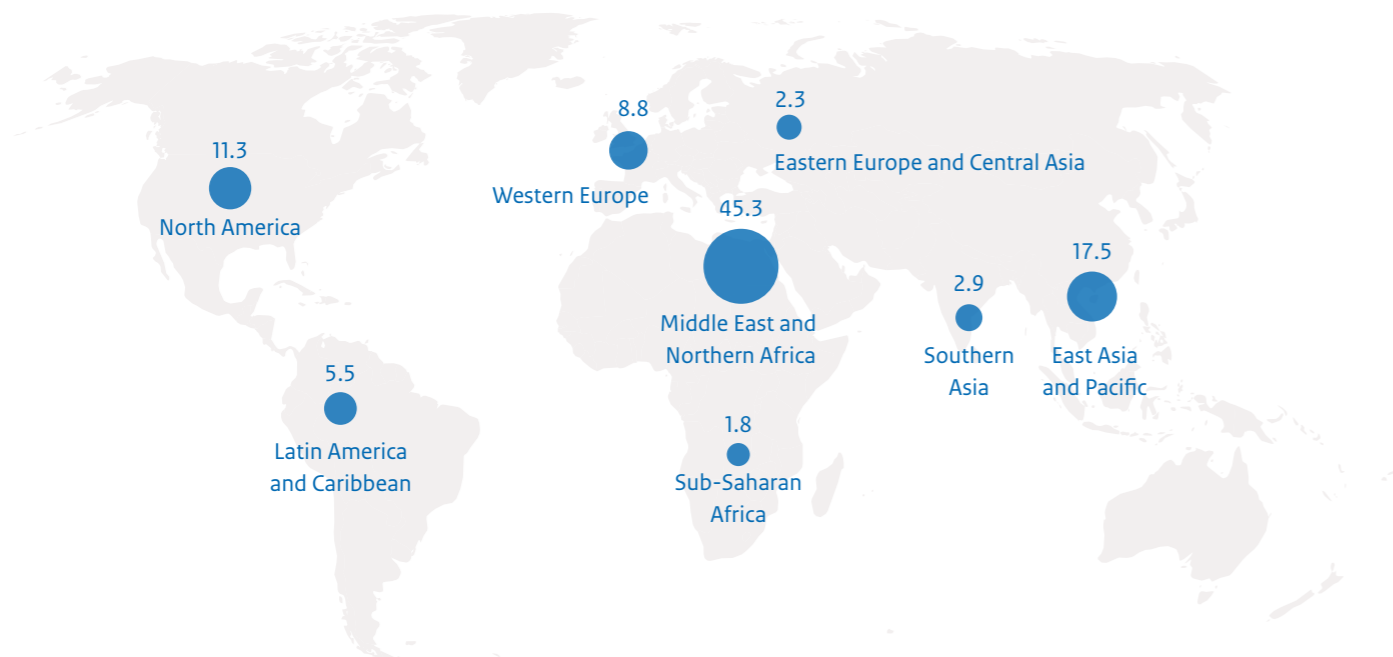 8.8
2.3
11.3
Eastern Europe and Central Asia
Western Europe
45.3
North America
17.5
2.9
Middle East and
Northern Africa
Southern
Asia
East Asia
and Pacific
5.5
1.8
Latin America
and Caribbean
Sub-Saharan
Africa